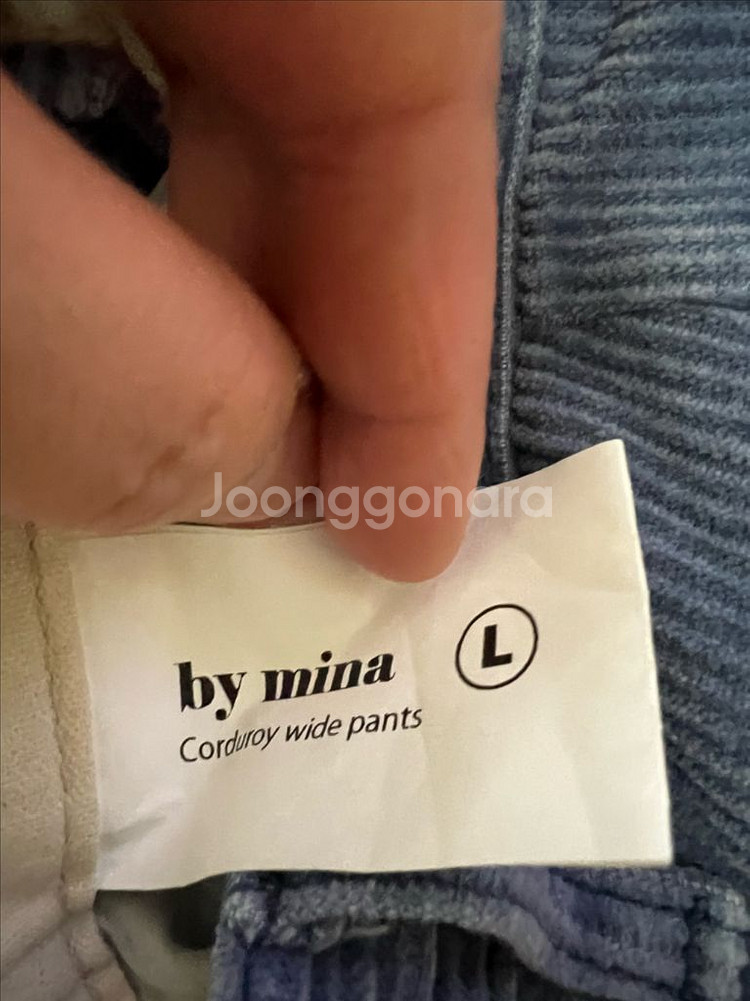 Joonggonara
by mina
L
Corduroy wide pants